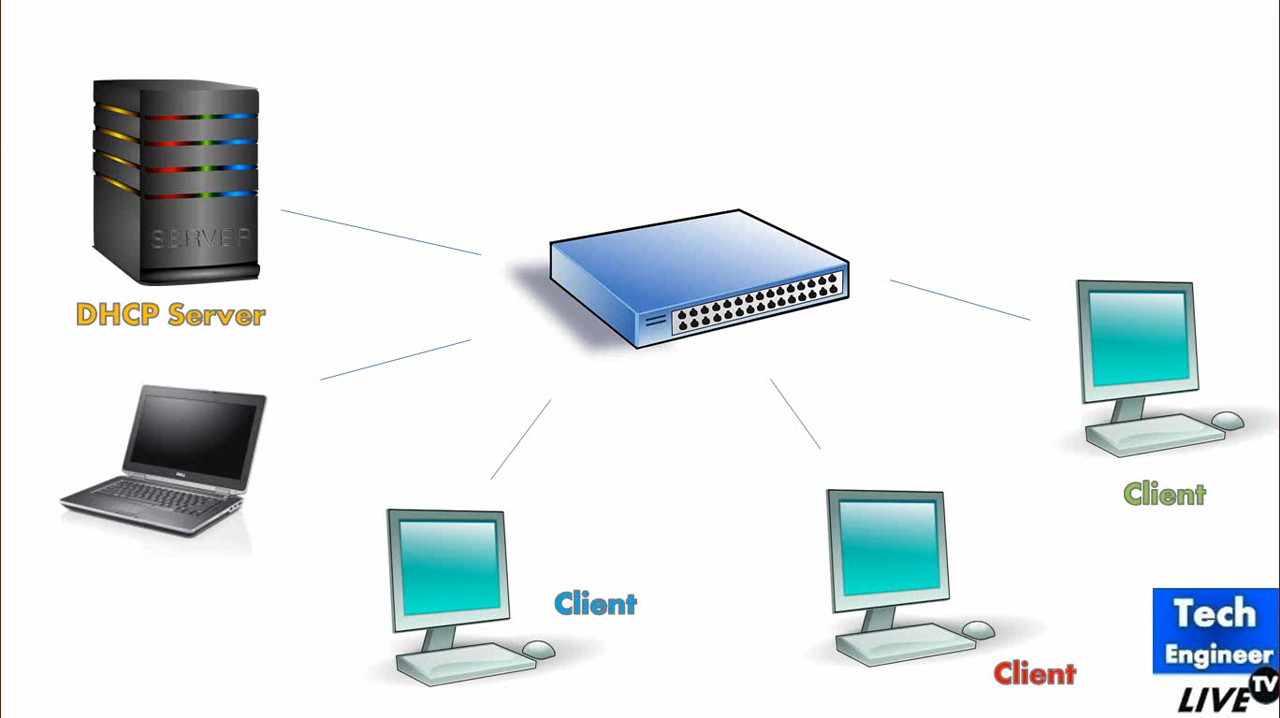 SERVER
DHCP Server
Client
Client
Client
Tech
Engineer
LIVE
TV